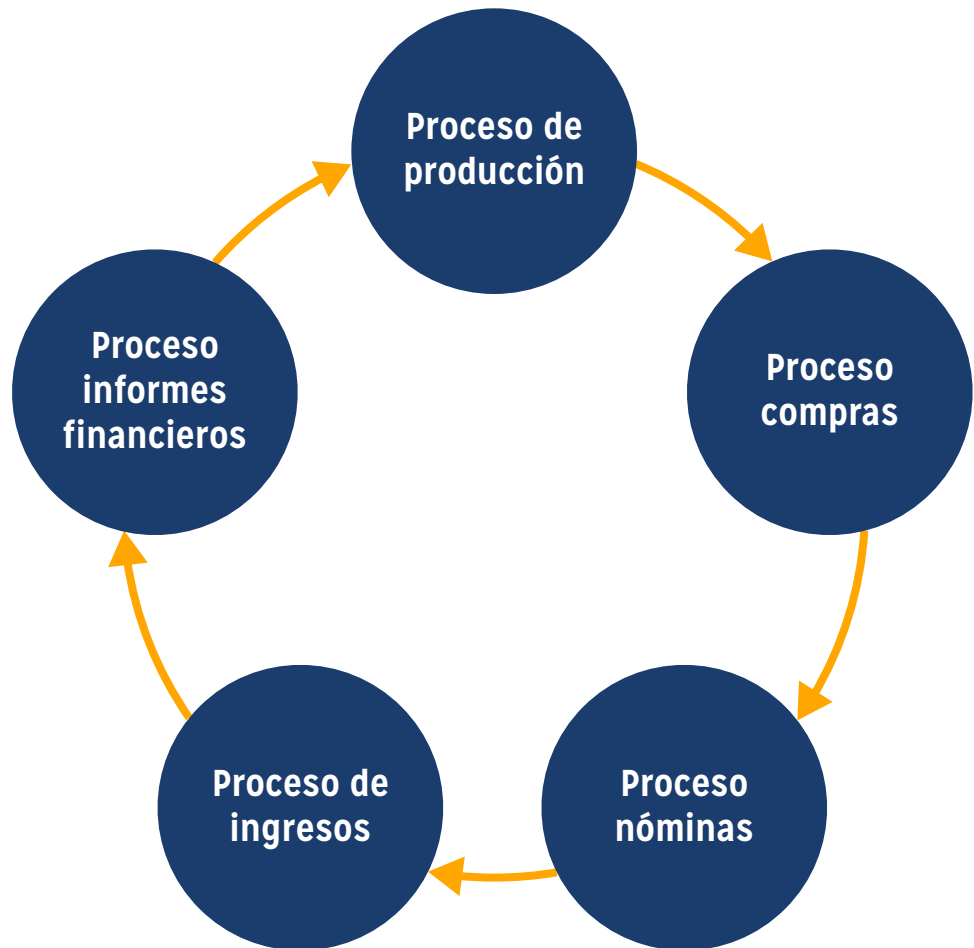 Proceso de
producción
Proceso
compras
Proceso
nóminas
Proceso de
ingresos
Proceso
informes
financieros